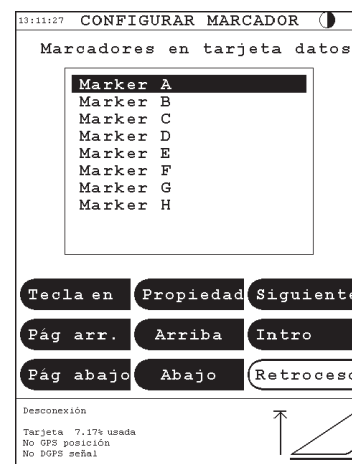 13:11:27 CONFIGURAR MARCADOR
Marcadores en tarjeta datos
Marker A
Marker B
Marker C
Marker D
Marker E
Marker F
Marker G
Marker H
Tecla en Propiedad Siguiente
Pág arr. Arriba Intro
Pág abajo Abajo Retroceso
Desconexión
Tarjeta 7.17% usada
No GPS posición
No DGPS señal